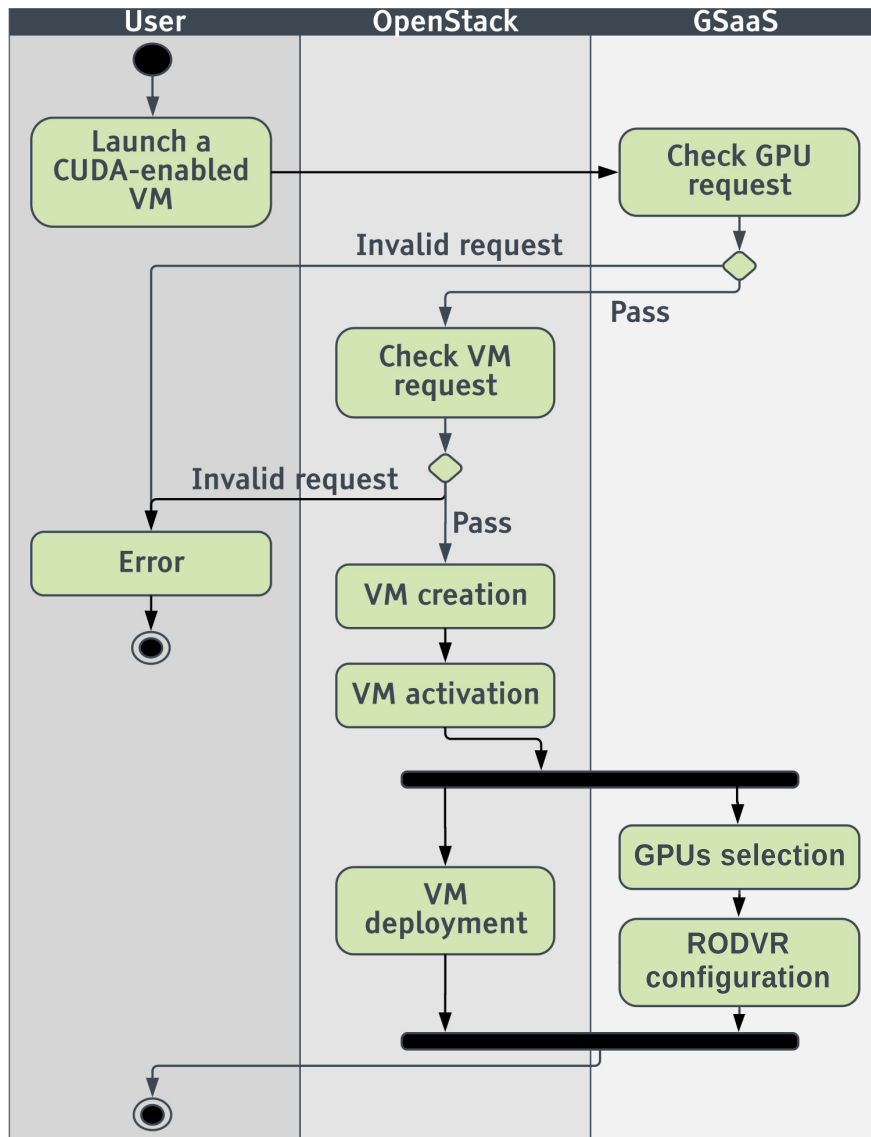 User
OpenStack
GSaaS
Launch a
CUDA-enabled
VM
Check GPU
request
Invalid request
Pass
Check VM
request
Invalid request
Pass
Error
VM creation
VM activation
GPUs selection
VM
deployment
RODVR
configuration